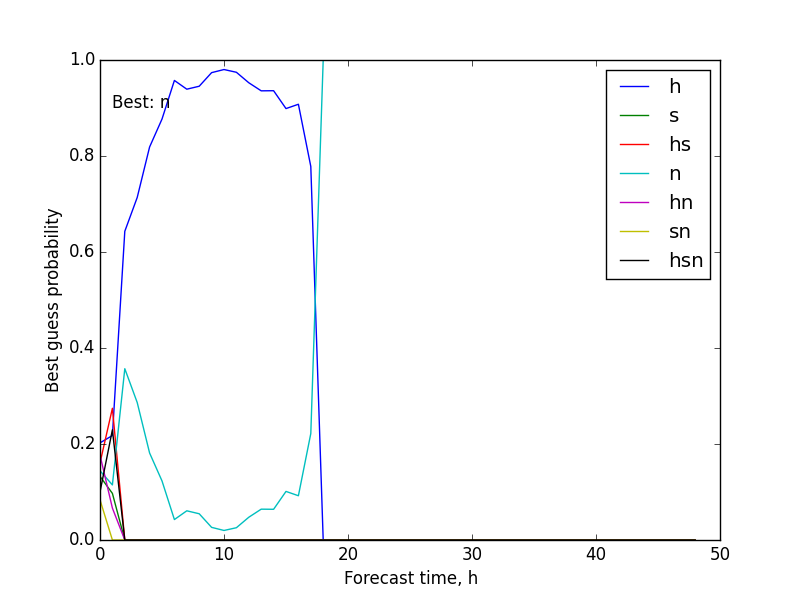 1.0
0.8
0.6
0.4
0.2
0.0
Best guess probability
Best: n
h
s
hs
n
hn
sn
hsn
0 10 20 30 40 50
Forecast time, h